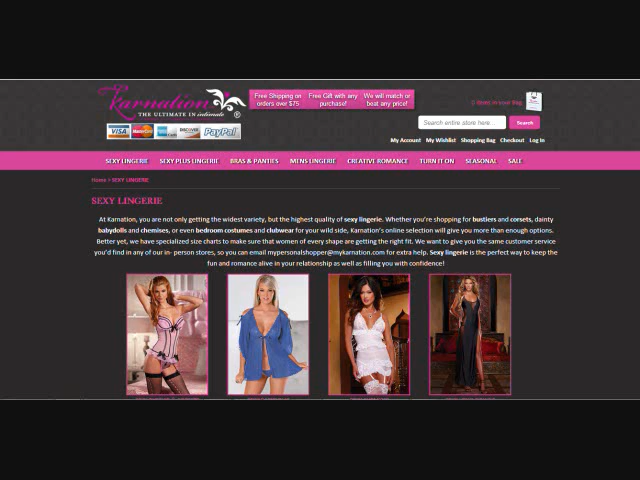 Karnation
THE ULTIMATE IN intimate
®
Free Shipping on orders over $75
Free Gift with any purchase!
We will match or beat any price!
items in your Bag
VISA MasterCard DISCOVER PayPal
Search entire store here...
Search
My Account My Wishlist Shopping Bag Checkout Log In
SEXY LINGERIE SEXY PLUS LINGERIE BRAS & PANTIES MENS LINGERIE CREATIVE ROMANCE TURN IT ON SEASONAL SALE
Home > SEXY LINGERIE
SEXY LINGERIE
At Karnation, you are not only getting the widest variety, but the highest quality of sexy lingerie. Whether you're shopping for bustiers and corsets, dainty
babydolls and chemises, or even bedroom costumes and clubwear for your wild side, Karnation's online selection will give you more than enough options.
Better yet, we have specialized size charts to make sure that women of every shape are getting the right fit. We want to give you the same customer service
you'd find in any of our in- person stores, so you can email mypersonalshopper@mykarnation.com for extra help. Sexy lingerie is the perfect way to keep the
fun and romance alive in your relationship as well as filling you with confidence!